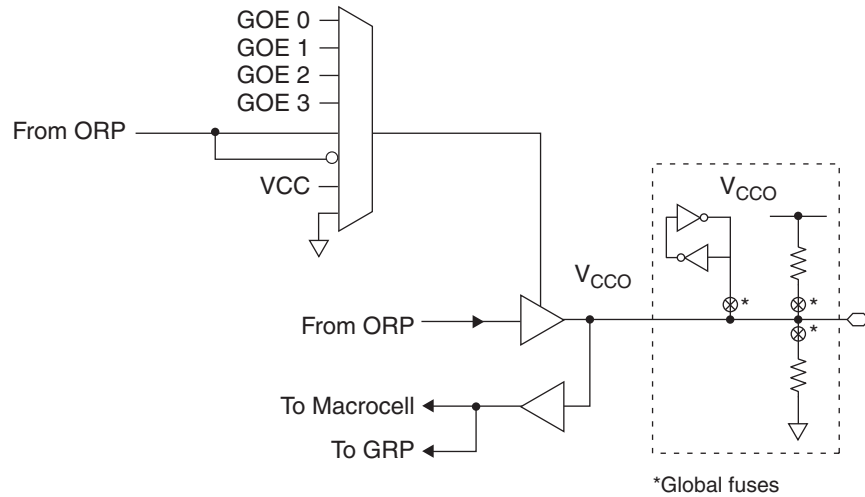 GOE 0
GOE 1
GOE 2
GOE 3
From ORP
VCC
VCCO
VCCO
*
*
*
From ORP
To Macrocell
To GRP
*Global fuses